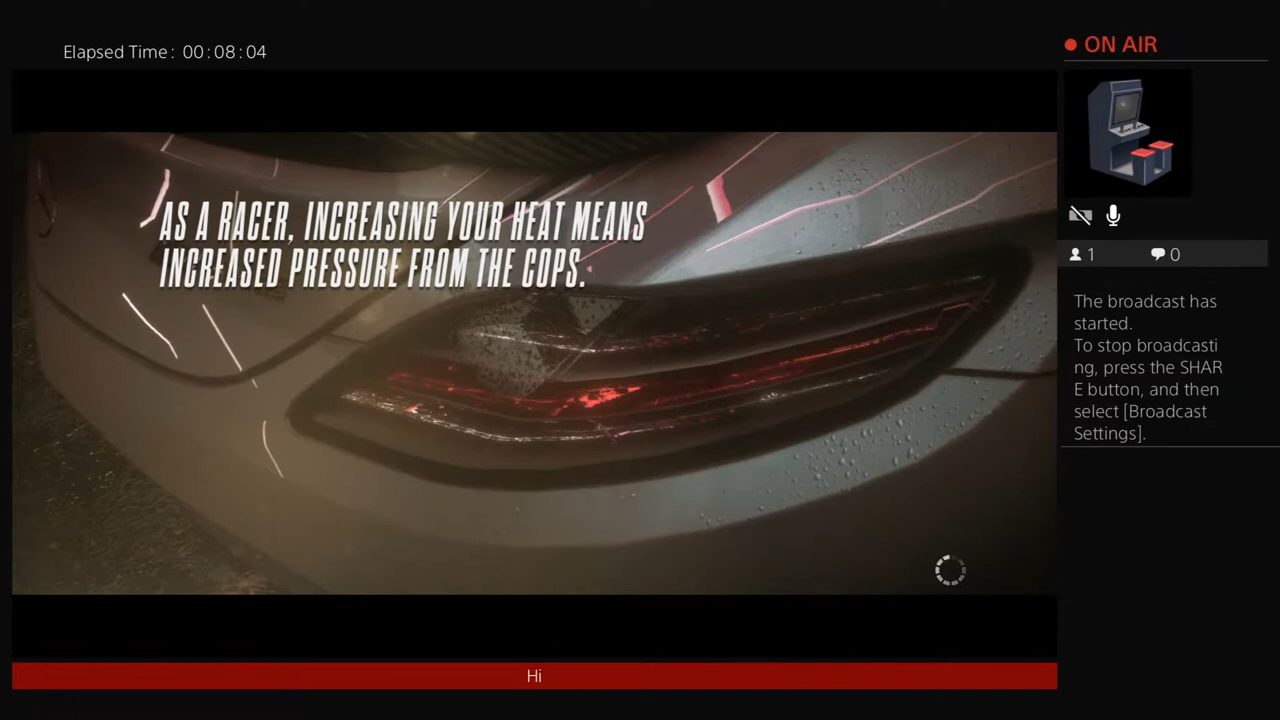 Elapsed Time: 00:08:04
ON AIR
AS A RACER, INCREASING YOUR HEAT MEANS
INCREASED PRESSURE FROM THE COPS.
1
0
The broadcast has
started.
To stop broadcasti
ng, press the SHAR
E button, and then
select [Broadcast
Settings].
Hi